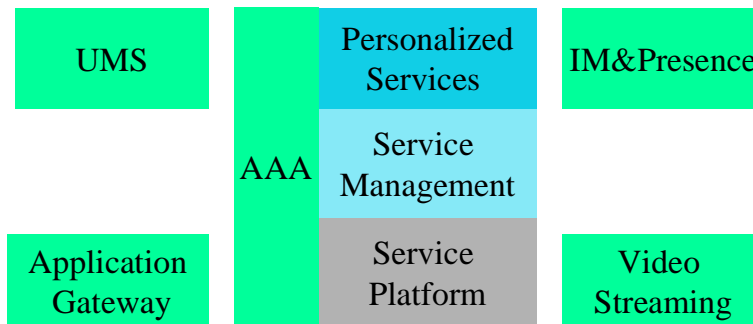 UMS
AAA
Personalized
Services
IM&Presence
Service
Management
Application
Gateway
Service
Platform
Video
Streaming